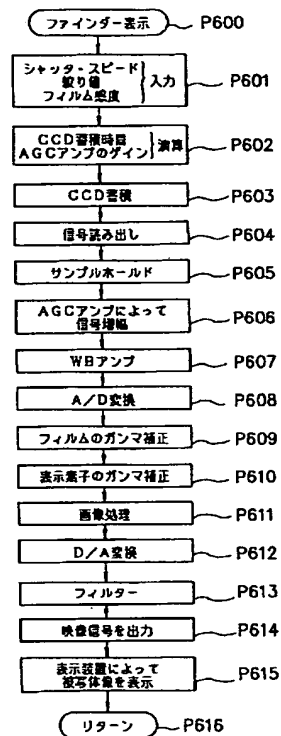 ファインダー表示 P600
シャッタ・スピード
絞り値
フィルム感度
入力 P601
CCD蓄積時間
AGCアンプのゲイン
演算 P602
CCD蓄積 P603
信号読み出し P604
サンプルホールド P605
AGCアンプによって
信号増幅 P606
WBアンプ P607
A/D変換 P608
フィルムのガンマ補正 P609
表示素子のガンマ補正 P610
画像処理 P611
D/A変換 P612
フィルター P613
映像信号を出力 P614
表示装置によって
被写体像を表示 P615
リターン P616